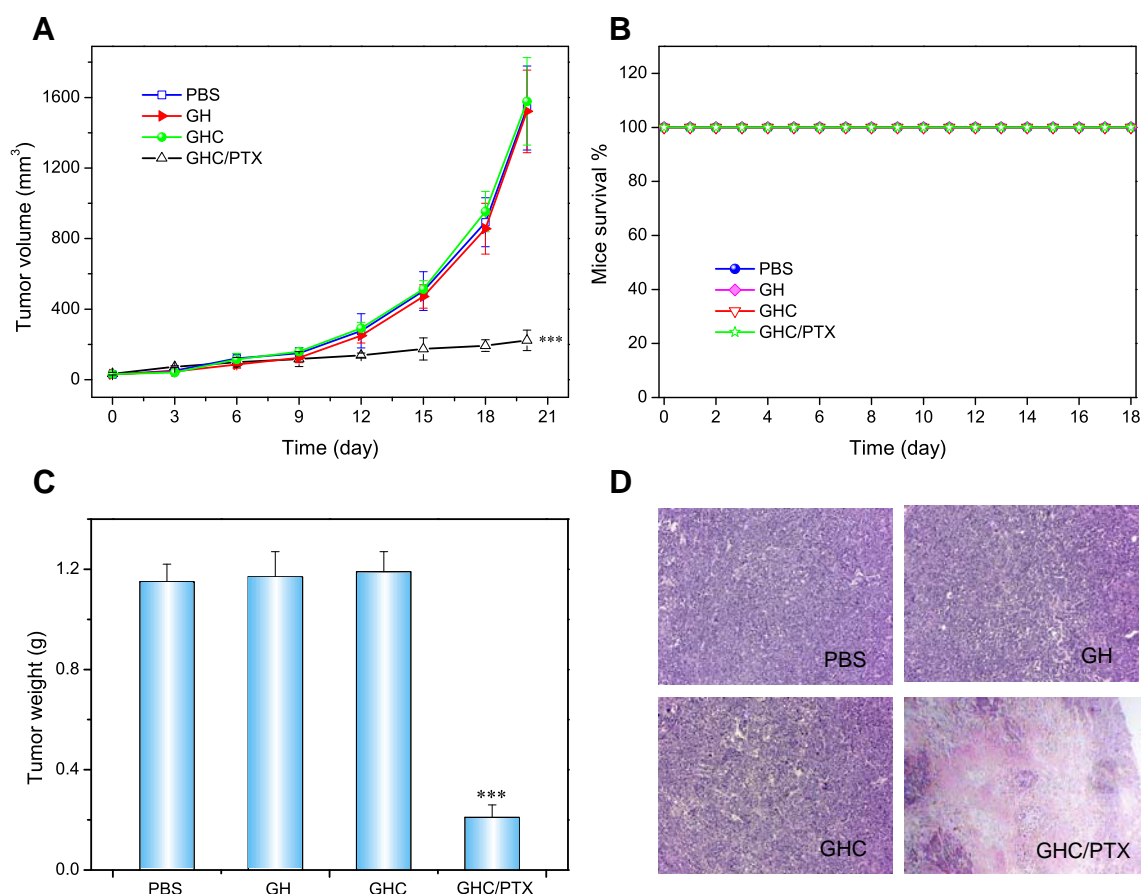 A
Tumor volume (mm³)
1600
1200
800
400
0
PBS
GH
GHC
GHC/PTX
***
0 3 6 9 12 15 18 21
Time (day)
B
Mice survival %
120
100
80
60
40
20
0
PBS
GH
GHC
GHC/PTX
0 2 4 6 8 10 12 14 16 18
Time (day)
C
Tumor weight (g)
1.2
0.8
0.4
0.0
***
PBS GH GHC GHC/PTX
D
PBS
GH
GHC
GHC/PTX